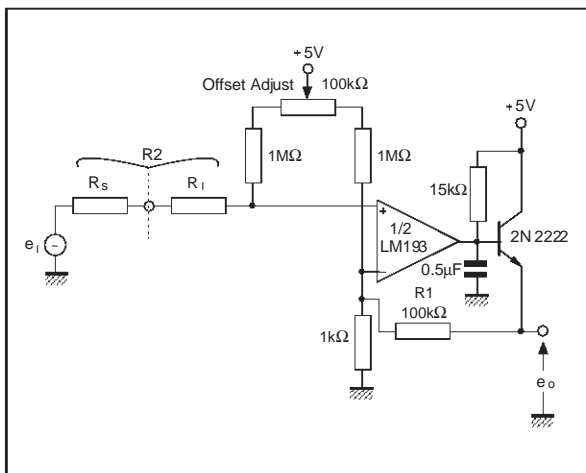 +5V
Offset Adjust
100kΩ
+5V
R2
1MΩ
1MΩ
15kΩ
Rs
RI
+
1/2
LM193
2N2222
eI
~
−
0.5µF
R1
100kΩ
1kΩ
eo